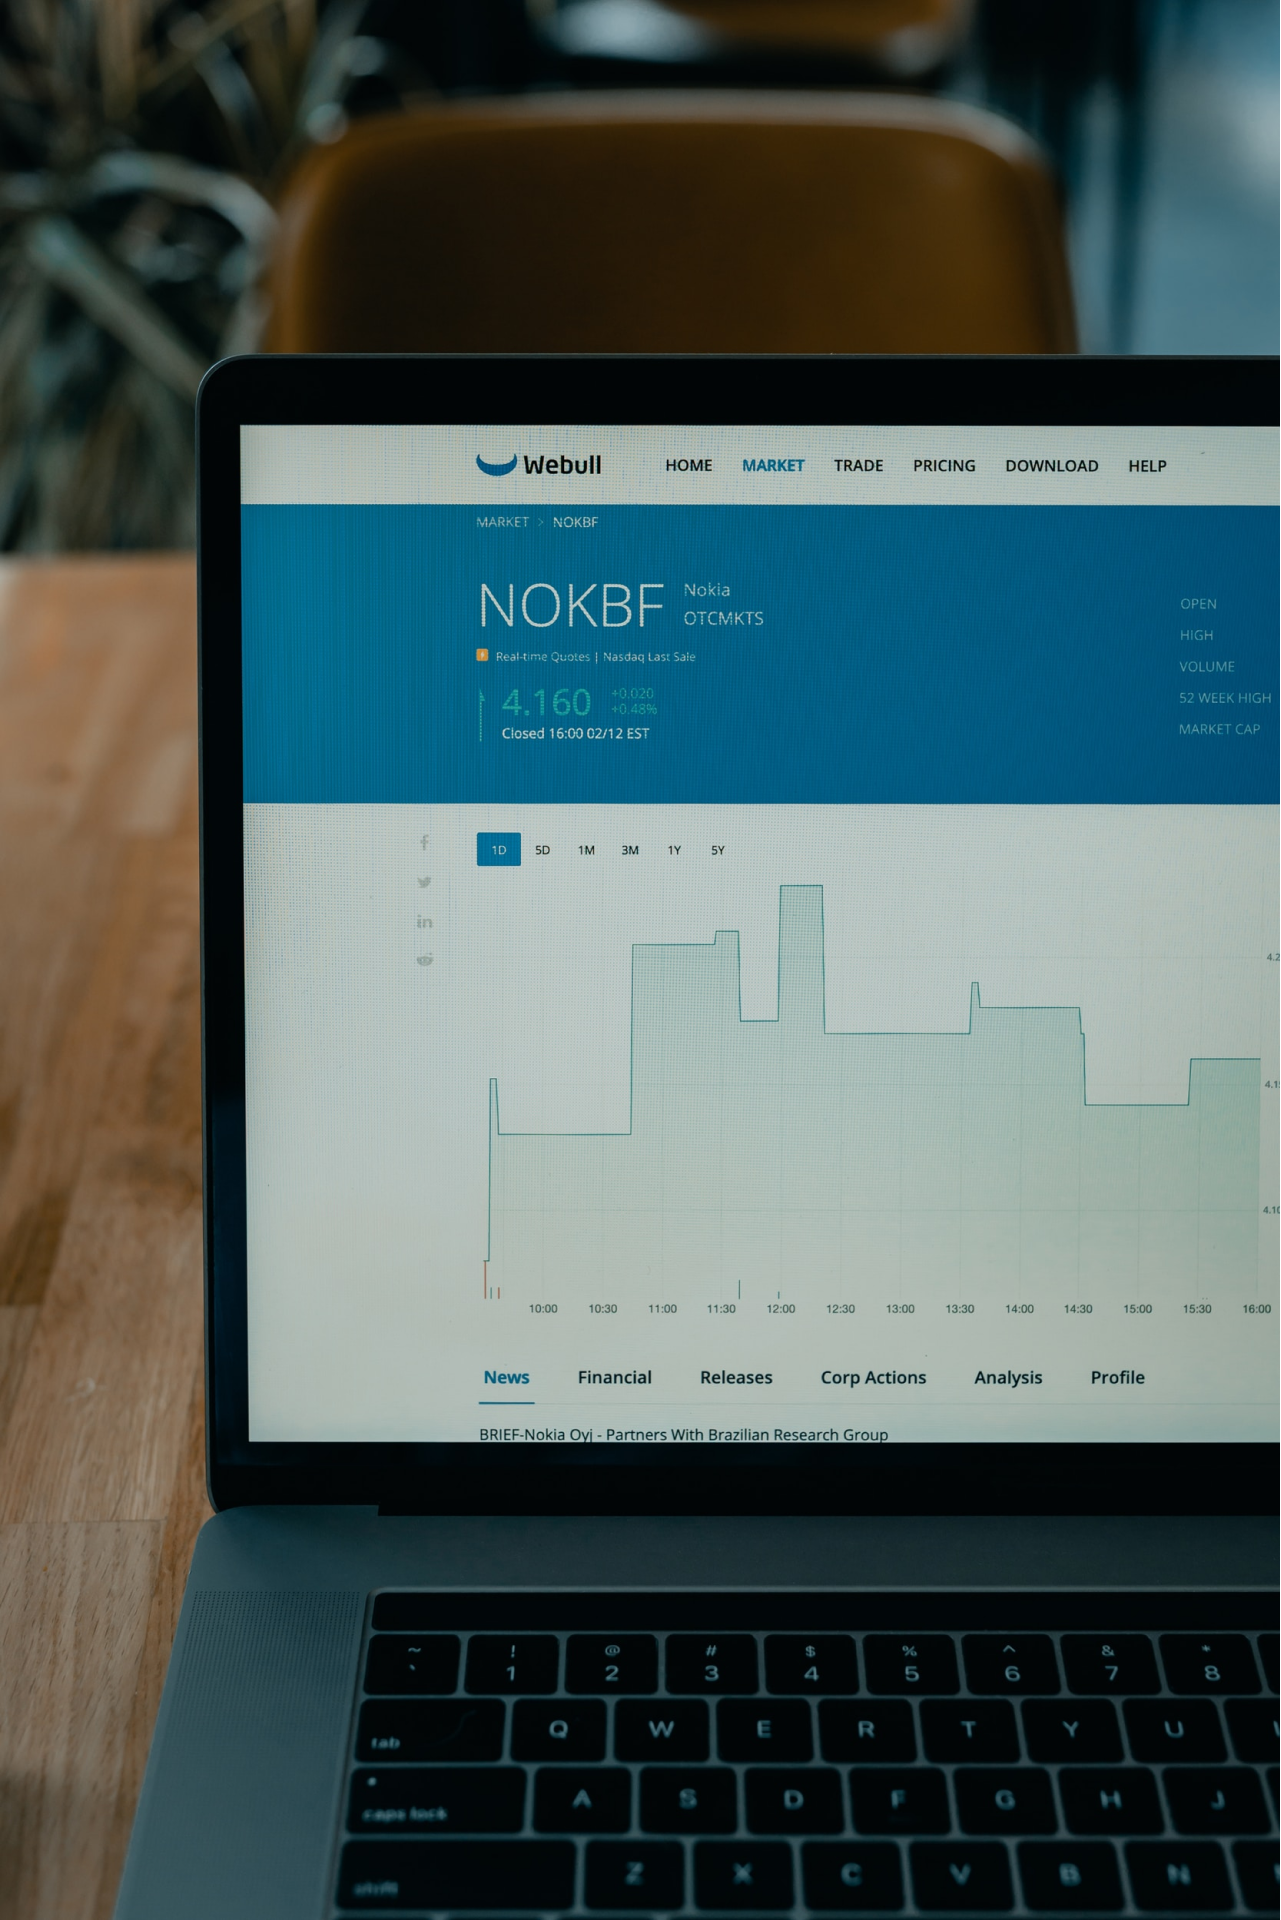 Webull HOME MARKET TRADE PRICING DOWNLOAD HELP
MARKET > NOKBF
NOKBF
Nokia
OTCMKTS
Real-time Quotes | Nasdaq Last Sale
4.160
+0.020
+0.48%
Closed 16:00 02/12 EST
OPEN
HIGH
VOLUME
52 WEEK HIGH
MARKET CAP
1D 5D 1M 3M 1Y 5Y
4.2
4.15
4.10
10:00 10:30 11:00 11:30 12:00 12:30 13:00 13:30 14:00 14:30 15:00 15:30 16:00
News Financial Releases Corp Actions Analysis Profile
BRIEF-Nokia Oyj - Partners With Brazilian Research Group
~ ! @ # $ % ^ & *
` 1 2 3 4 5 6 7 8
tab Q W E R T Y U
caps lock A S D F G H J
shift Z X C V B N